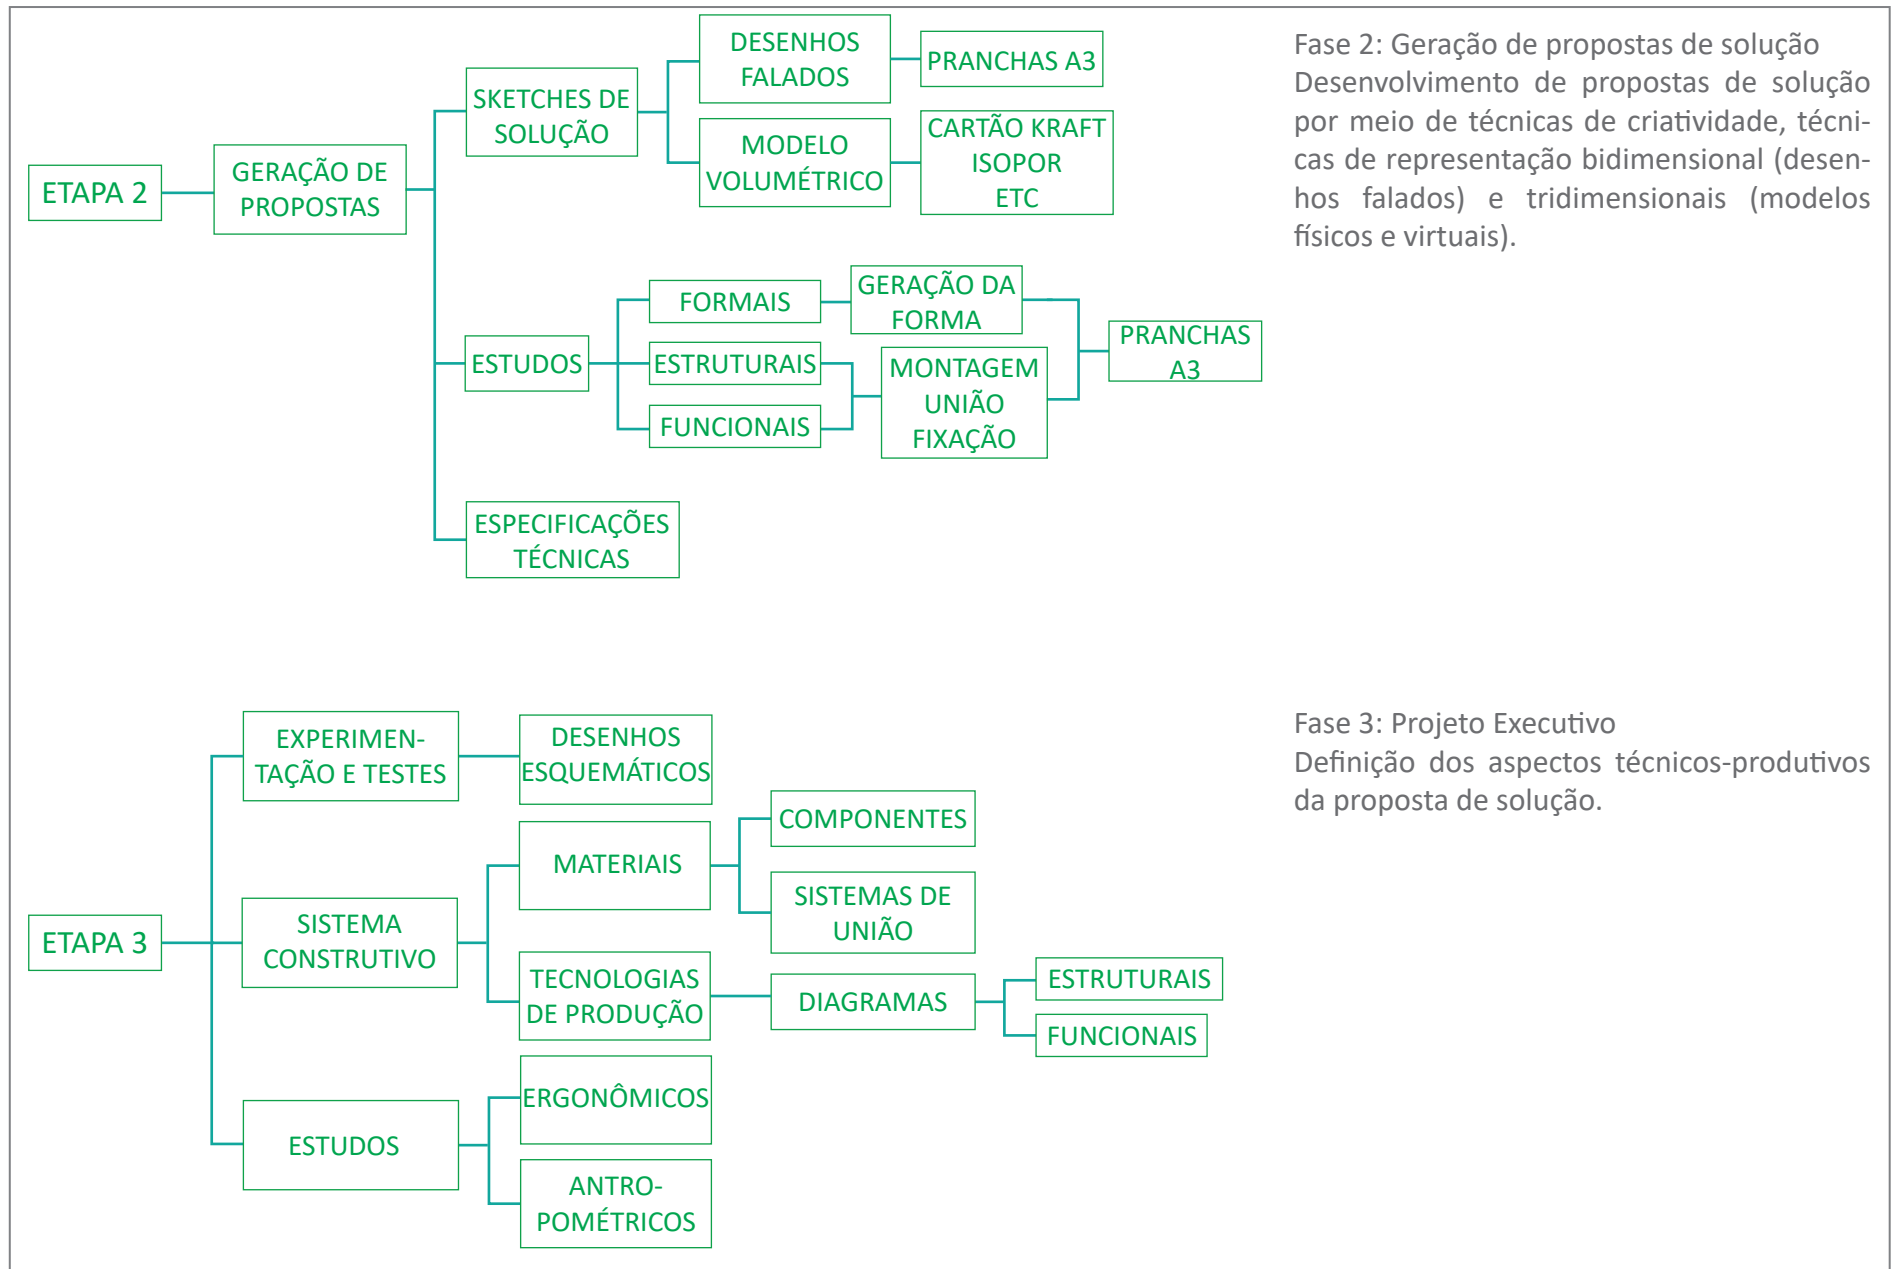 ETAPA 2
GERAÇÃO DE
PROPOSTAS
SKETCHES DE
SOLUÇÃO
DESENHOS
FALADOS
PRANCHAS A3
MODELO
VOLUMÉTRICO
CARTÃO KRAFT
ISOPOR
ETC
ESTUDOS
FORMAIS
GERAÇÃO DA
FORMA
ESTRUTURAIS
FUNCIONAIS
MONTAGEM
UNIÃO
FIXAÇÃO
PRANCHAS
A3
ESPECIFICAÇÕES
TÉCNICAS
Fase 2: Geração de propostas de solução
Desenvolvimento de propostas de solução
por meio de técnicas de criatividade, técni-
cas de representação bidimensional (desen-
hos falados) e tridimensionais (modelos
físicos e virtuais).
ETAPA 3
EXPERIMEN-
TAÇÃO E TESTES
DESENHOS
ESQUEMÁTICOS
SISTEMA
CONSTRUTIVO
MATERIAIS
COMPONENTES
SISTEMAS DE
UNIÃO
TECNOLOGIAS
DE PRODUÇÃO
DIAGRAMAS
ESTRUTURAIS
FUNCIONAIS
ESTUDOS
ERGONÔMICOS
ANTRO-
POMÉTRICOS
Fase 3: Projeto Executivo
Definição dos aspectos técnicos-produtivos
da proposta de solução.